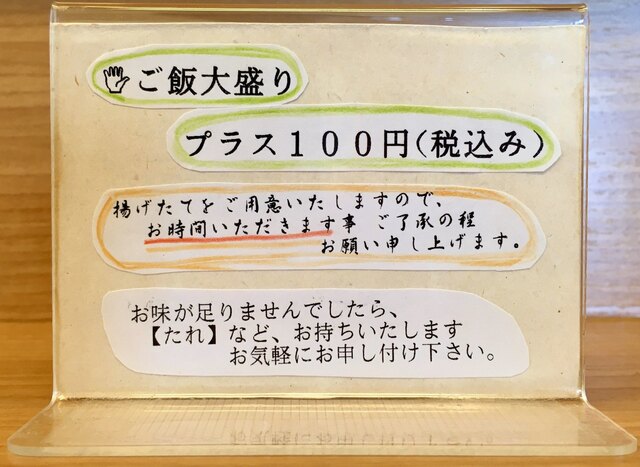 ご飯大盛り
プラス100円(税込み)
揚げたてをご用意いたしますので、
お時間いただきます事 ご了承の程
お願い申し上げます。
お味が足りませんでしたら、
【たれ】など、お持ちいたします
お気軽にお申し付け下さい。